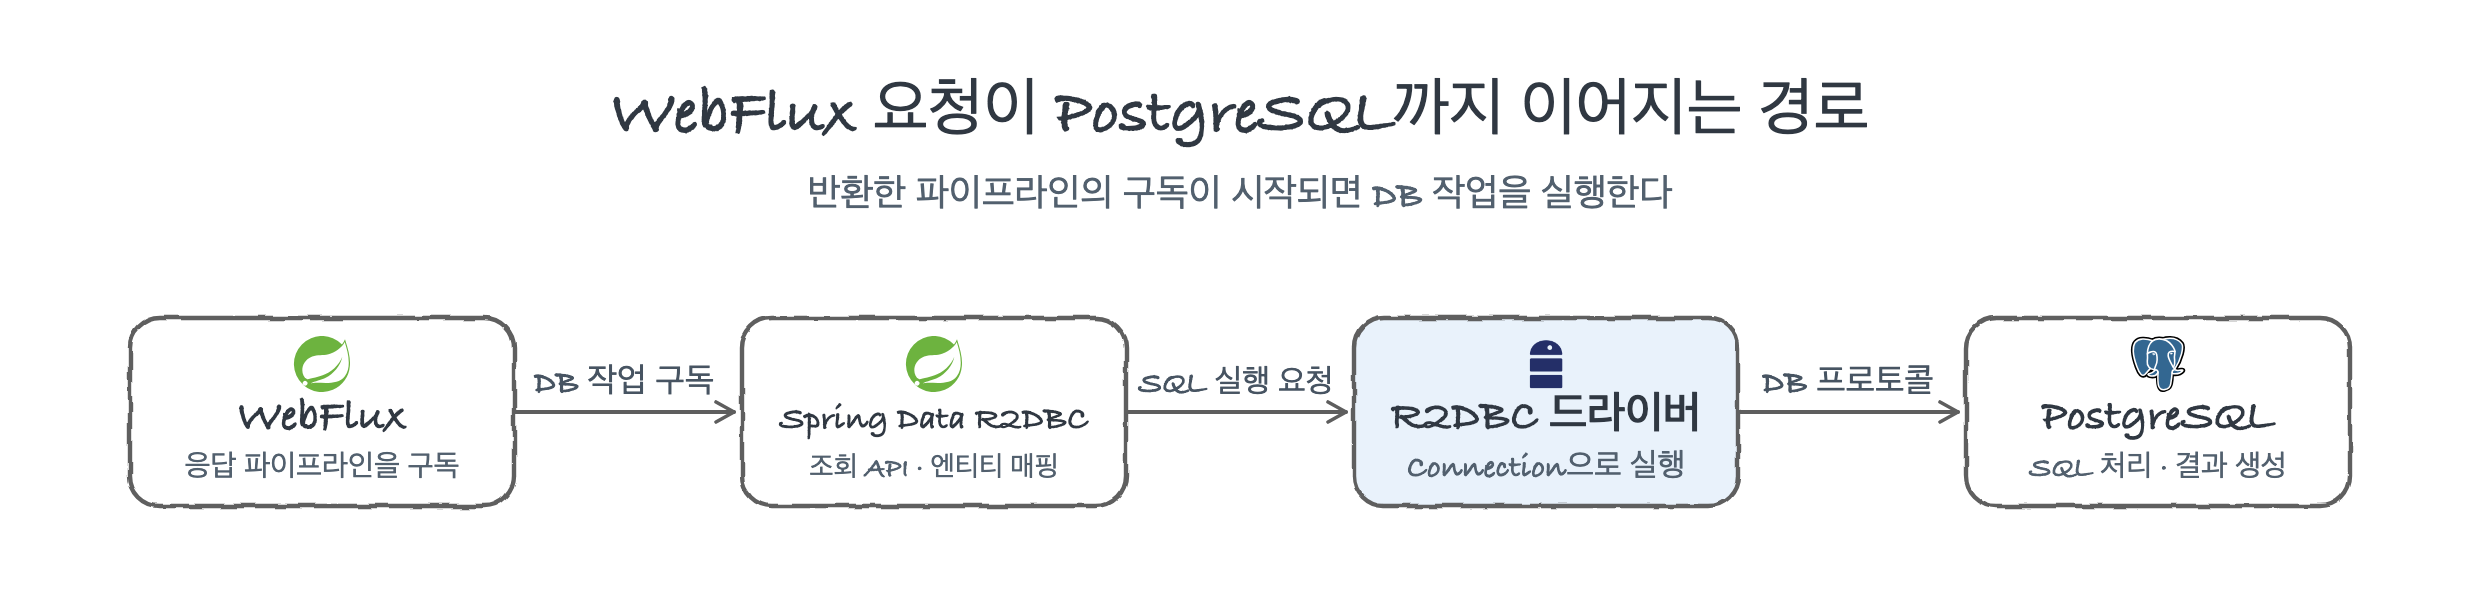 WebFlux 요청이 PostgreSQL까지 이어지는 경로
반환한 파이프라인의 구독이 시작되면 DB 작업을 실행한다
WebFlux
응답 파이프라인을 구독
DB 작업 구독
Spring Data R2DBC
조회 API · 엔티티 매핑
SQL 실행 요청
R2DBC 드라이버
Connection으로 실행
DB 프로토콜
PostgreSQL
SQL 처리 · 결과 생성